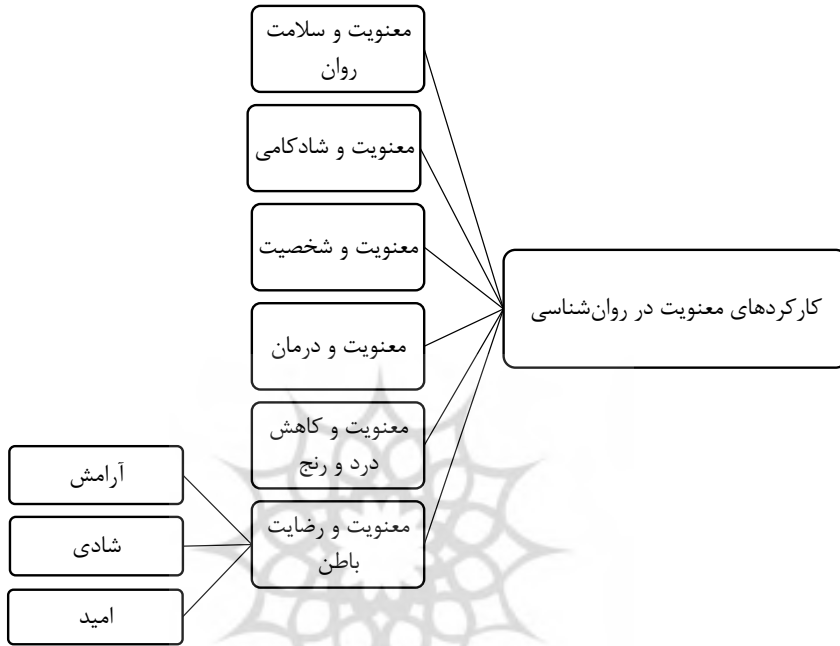 کارکردهای معنویت در روان‌شناسی
معنویت و سلامت
روان
معنویت و شادکامی
معنویت و شخصیت
معنویت و درمان
معنویت و کاهش
درد و رنج
معنویت و رضایت
باطن
آرامش
شادی
امید